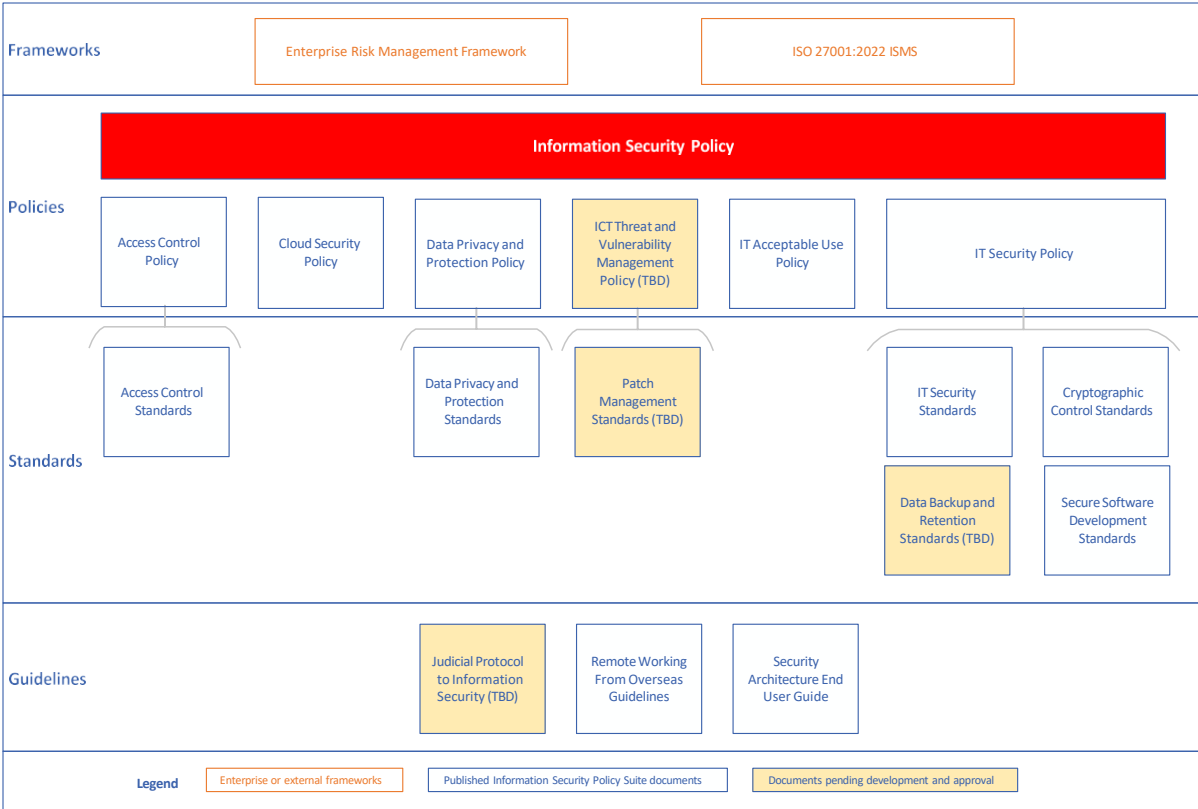 Frameworks
Enterprise Risk Management Framework
ISO 27001:2022 ISMS
Policies
Information Security Policy
Access Control
Policy
Cloud Security
Policy
Data Privacy and
Protection Policy
ICT Threat and
Vulnerability
Management
Policy (TBD)
IT Acceptable Use
Policy
IT Security Policy
Standards
Access Control
Standards
Data Privacy and
Protection
Standards
Patch
Management
Standards (TBD)
IT Security
Standards
Cryptographic
Control Standards
Data Backup and
Retention
Standards (TBD)
Secure Software
Development
Standards
Guidelines
Judicial Protocol
to Information
Security (TBD)
Remote Working
From Overseas
Guidelines
Security
Architecture End
User Guide
Legend
Enterprise or external frameworks
Published Information Security Policy Suite documents
Documents pending development and approval